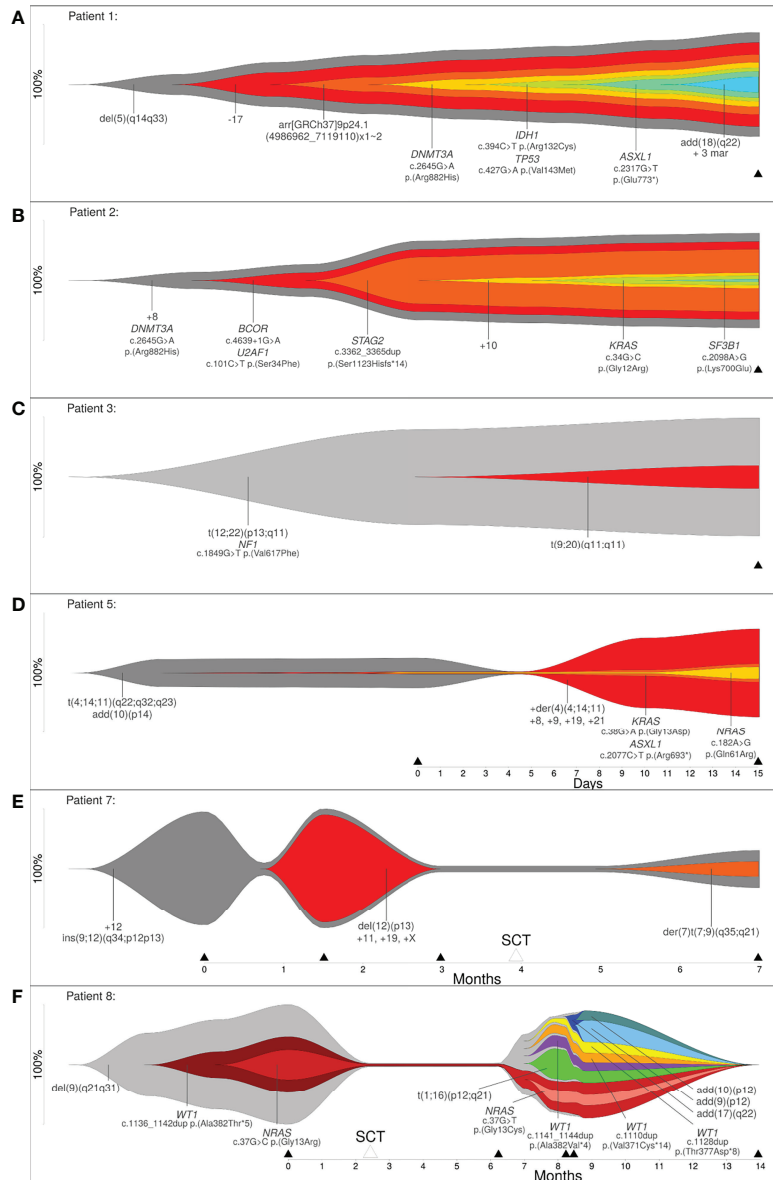 A
Patient 1:
100%
del(5)(q14q33)
-17
arr[GRCh37]9p24.1
(4986962_7119110)x1~2
DNMT3A
c.2645G>A
p.(Arg882His)
IDH1
c.394C>T p.(Arg132Cys)
TP53
c.427G>A p.(Val143Met)
ASXL1
c.2317G>T
p.(Glu773*)
add(18)(q22)
+ 3 mar
B
Patient 2:
100%
+8
DNMT3A
c.2645G>A
p.(Arg882His)
BCOR
c.4639+1G>A
U2AF1
c.101C>T p.(Ser34Phe)
STAG2
c.3362_3365dup
p.(Ser1123Hisfs*14)
+10
KRAS
c.34G>C
p.(Gly12Arg)
SF3B1
c.2098A>G
p.(Lys700Glu)
C
Patient 3:
100%
t(12;22)(p13;q11)
NF1
c.1849G>T p.(Val617Phe)
t(9;20)(q11;q11)
D
Patient 5:
100%
t(4;14;11)(q22;q32;q23)
add(10)(p14)
+der(4)(4;14;11)
+8, +9, +19, +21
KRAS
c.38G>A p.(Gly13Asp)
ASXL1
c.2077C>T p.(Arg693*)
NRAS
c.182A>G
p.(Gln61Arg)
0 1 2 3 4 5 6 7 8 9 10 11 12 13 14 15
Days
E
Patient 7:
100%
+12
ins(9;12)(q34;p12p13)
del(12)(p13)
+11, +19, +X
der(7)t(7;9)(q35;q21)
SCT
0 1 2 3 4 5 6 7
Months
F
Patient 8:
100%
del(9)(q21q31)
WT1
c.1136_1142dup p.(Ala382Thr*5)
NRAS
c.37G>C p.(Gly13Arg)
SCT
t(1;16)(p12;q21)
NRAS
c.37G>T
p.(Gly13Cys)
WT1
c.1141_1144dup
p.(Ala382Val*4)
WT1
c.1110dup
p.(Val371Cys*14)
add(10)(p12)
add(9)(p12)
add(17)(q22)
WT1
c.1128dup
p.(Thr377Asp*8)
0 1 2 3 4 5 6 7 8 9 10 11 12 13 14
Months